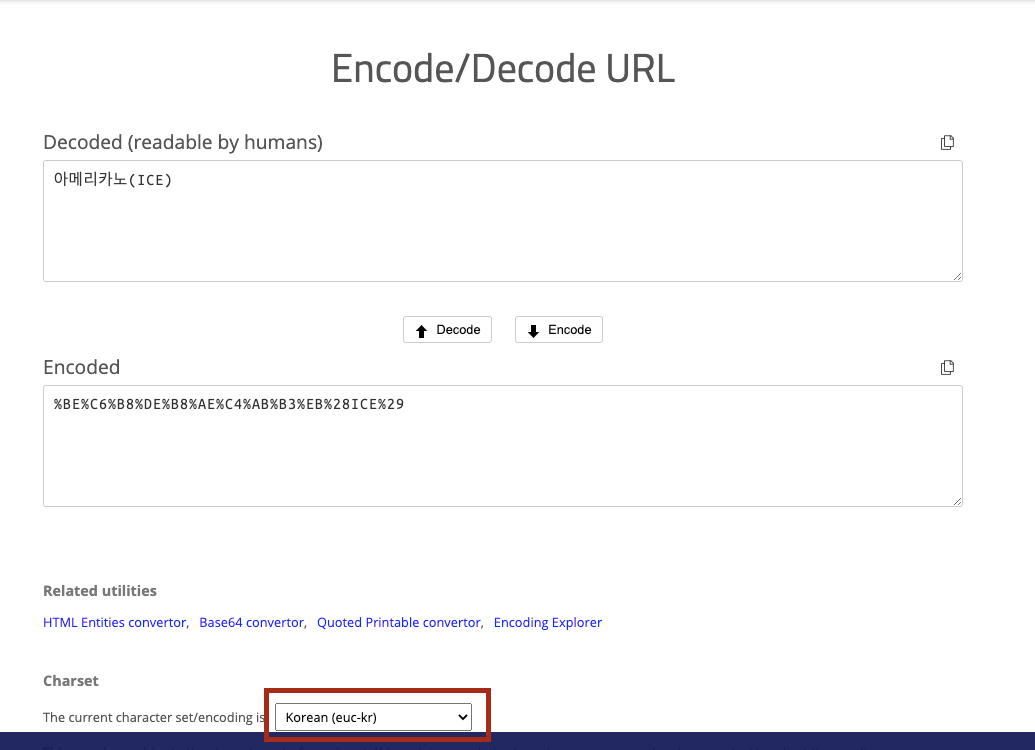 Encode/Decode URL
Decoded (readable by humans)
아메리카노(ICE)
Decode
Encode
Encoded
%BE%C6%B8%DE%B8%AE%C4%AB%B3%EB%28ICE%29
Related utilities
HTML Entities convertor, Base64 convertor, Quoted Printable convertor, Encoding Explorer
Charset
The current character set/encoding is Korean (euc-kr)